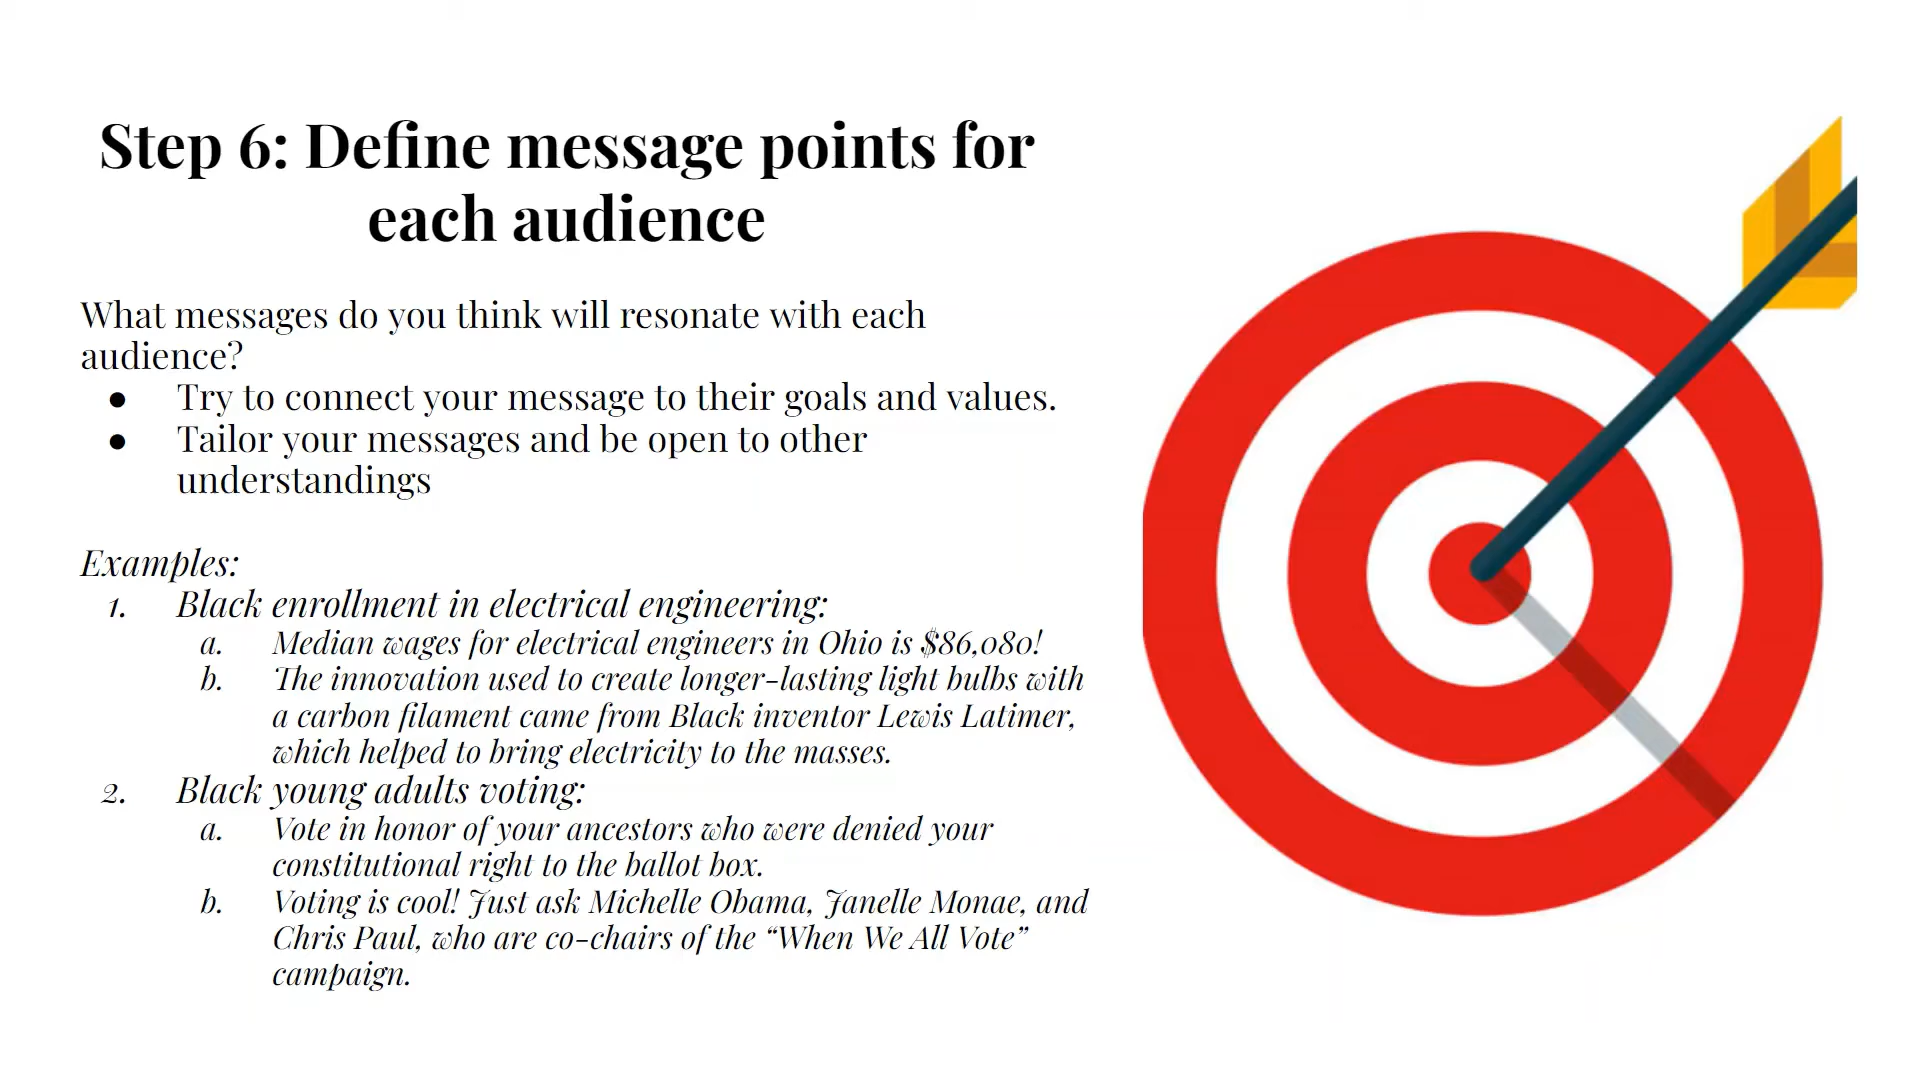 Step 6: Define message points for
each audience
What messages do you think will resonate with each
audience?
● Try to connect your message to their goals and values.
● Tailor your messages and be open to other
understandings
Examples:
1. Black enrollment in electrical engineering:
a. Median wages for electrical engineers in Ohio is $86,080!
b. The innovation used to create longer-lasting light bulbs with
a carbon filament came from Black inventor Lewis Latimer,
which helped to bring electricity to the masses.
2. Black young adults voting:
a. Vote in honor of your ancestors who were denied your
constitutional right to the ballot box.
b. Voting is cool! Just ask Michelle Obama, Janelle Monae, and
Chris Paul, who are co-chairs of the “When We All Vote”
campaign.